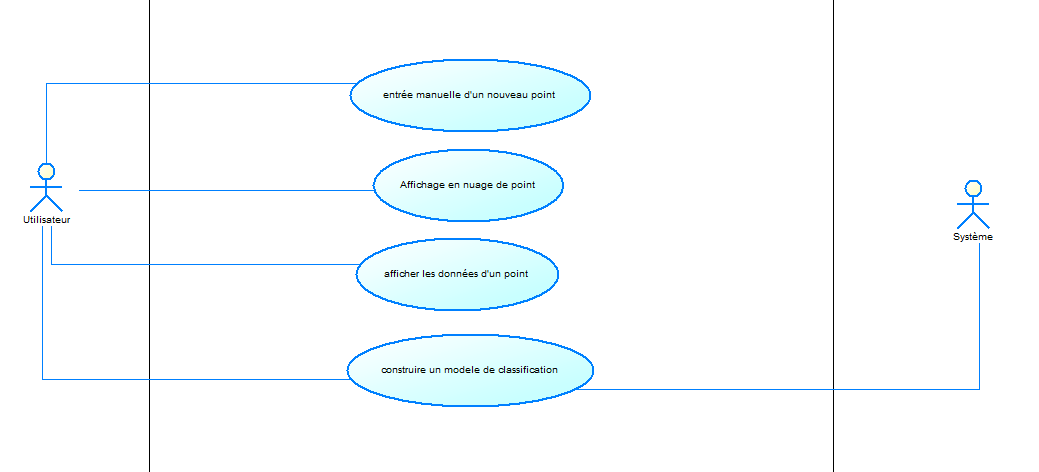 entrée manuelle d'un nouveau point
Affichage en nuage de point
Utilisateur
Système
afficher les données d'un point
construire un modele de classification